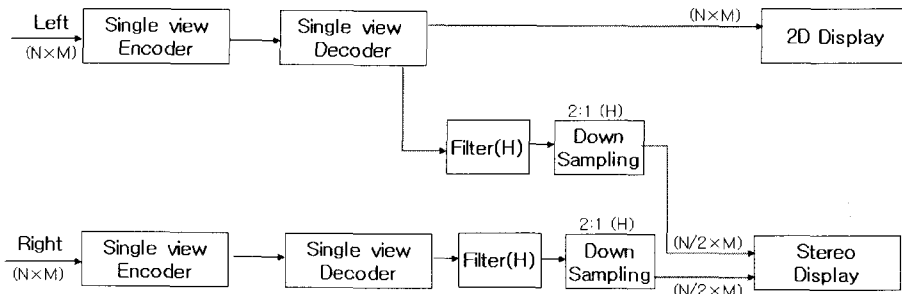 Left
(N×M)
Single view
Encoder
Single view
Decoder
(N×M)
2D Display
Filter(H)
2:1 (H)
Down
Sampling
Right
(N×M)
Single view
Encoder
Single view
Decoder
Filter(H)
2:1 (H)
Down
Sampling
(N/2×M)
(N/2×M)
Stereo
Display